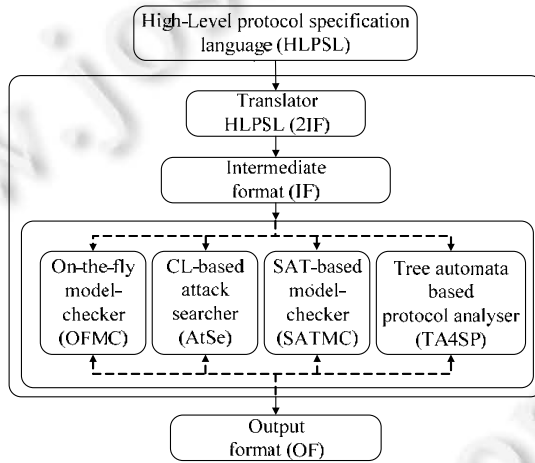 High-Level protocol specification
language (HLPSL)
Translator
HLPSL (2IF)
Intermediate
format (IF)
On-the-fly
model-
checker
(OFMC)
CL-based
attack
searcher
(AtSe)
SAT-based
model-
checker
(SATMC)
Tree automata
based
protocol analyser
(TA4SP)
Output
format (OF)